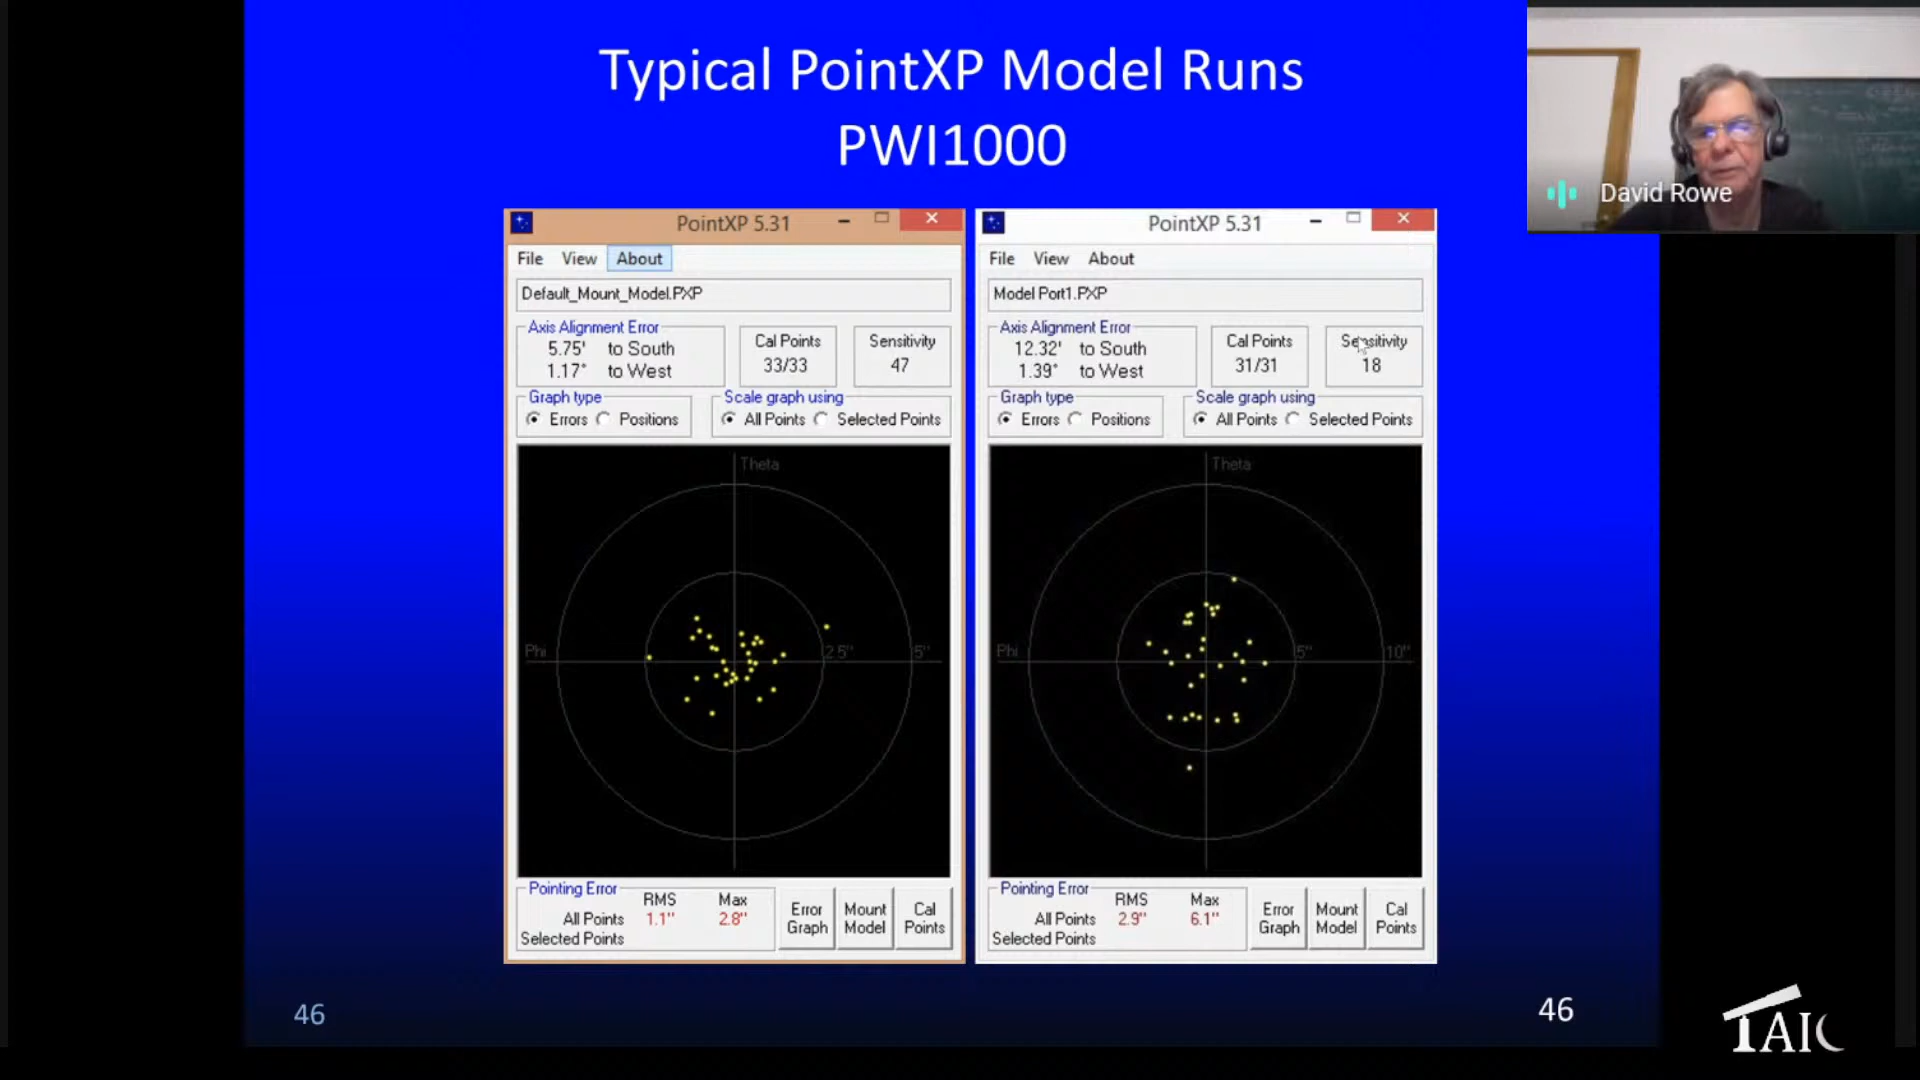 Typical PointXP Model Runs
PWI1000
David Rowe
PointXP 5.31
File View About
Default_Mount_Model.PXP
Axis Alignment Error
5.75' to South
1.17° to West
Cal Points
33/33
Sensitivity
47
Graph type
Errors Positions
Scale graph using
All Points Selected Points
Theta
Phi
2.5"
5"
Pointing Error
RMS Max
All Points 1.1" 2.8"
Selected Points
Error
Graph
Mount
Model
Cal
Points
PointXP 5.31
File View About
Model Port1.PXP
Axis Alignment Error
12.32' to South
1.39° to West
Cal Points
31/31
Sensitivity
18
Graph type
Errors Positions
Scale graph using
All Points Selected Points
Theta
Phi
5"
10"
Pointing Error
RMS Max
All Points 2.9" 6.1"
Selected Points
Error
Graph
Mount
Model
Cal
Points
46
46
TAIC